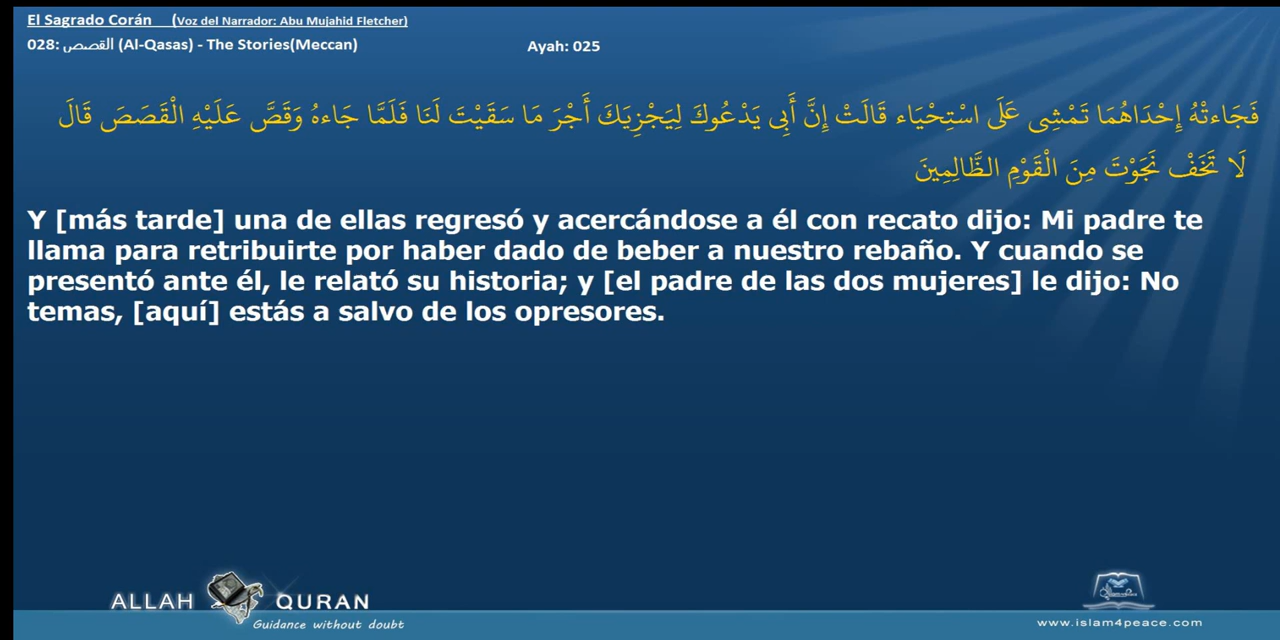 El Sagrado Corán (Voz del Narrador: Abu Mujahid Fletcher)
028: القصص (Al-Qasas) - The Stories(Meccan) Ayah: 025
فَجَاءتْهُ إِحْدَاهُمَا تَمْشِي عَلَى اسْتِحْيَاء قَالَتْ إِنَّ أَبِي يَدْعُوكَ لِيَجْزِيَكَ أَجْرَ مَا سَقَيْتَ لَنَا فَلَمَّا جَاءهُ وَقَصَّ عَلَيْهِ الْقَصَصَ قَالَ
لَا تَخَفْ نَجَوْتَ مِنَ الْقَوْمِ الظَّالِمِينَ
Y [más tarde] una de ellas regresó y acercándose a él con recato dijo: Mi padre te
llama para retribuirte por haber dado de beber a nuestro rebaño. Y cuando se
presentó ante él, le relató su historia; y [el padre de las dos mujeres] le dijo: No
temas, [aquí] estás a salvo de los opresores.
ALLAH QURAN
Guidance without doubt
www.islam4peace.com